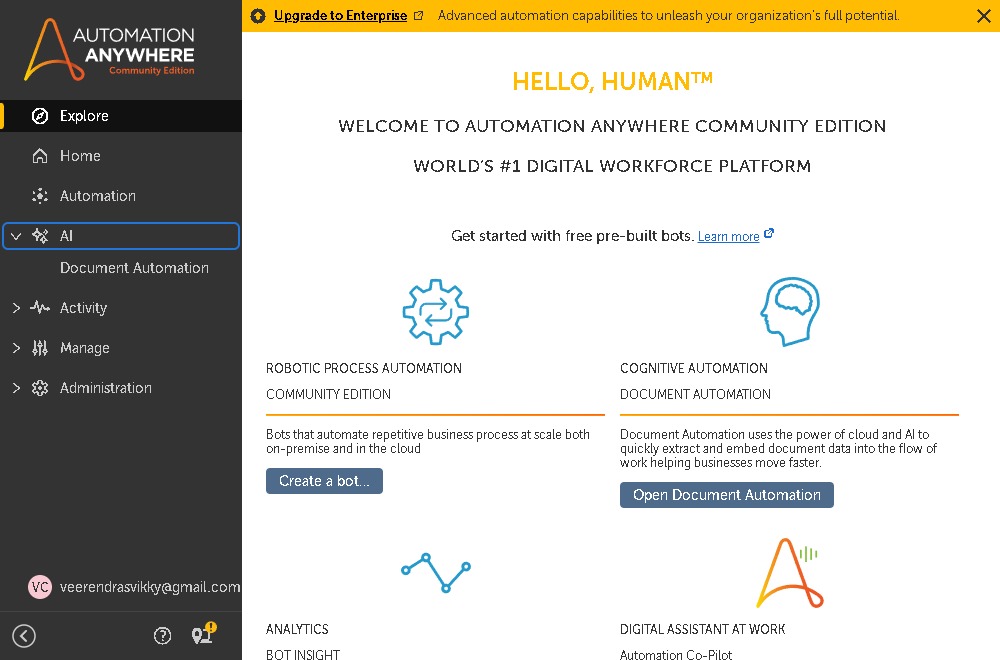 AUTOMATION
ANYWHERE
Community Edition
Explore
Home
Automation
AI
Document Automation
Activity
Manage
Administration
VC veerendrasvikky@gmail.com
Upgrade to Enterprise Advanced automation capabilities to unleash your organization's full potential.
HELLO, HUMAN™
WELCOME TO AUTOMATION ANYWHERE COMMUNITY EDITION
WORLD'S #1 DIGITAL WORKFORCE PLATFORM
Get started with free pre-built bots. Learn more
ROBOTIC PROCESS AUTOMATION
COMMUNITY EDITION
Bots that automate repetitive business process at scale both
on-premise and in the cloud
Create a bot...
COGNITIVE AUTOMATION
DOCUMENT AUTOMATION
Document Automation uses the power of cloud and AI to
quickly extract and embed document data into the flow of
work helping businesses move faster.
Open Document Automation
ANALYTICS
BOT INSIGHT
DIGITAL ASSISTANT AT WORK
Automation Co-Pilot